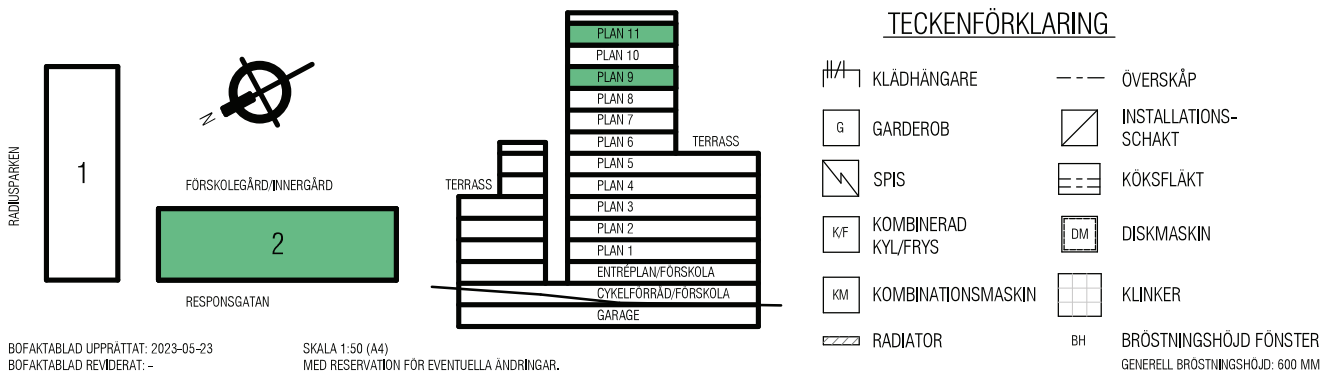 RADIUSPARKEN
1
N
FÖRSKOLEGÅRD/INNERGÅRD
2
RESPONSGATAN
BOFAKTABLAD UPPRÄTTAT: 2023-05-23
BOFAKTABLAD REVIDERAT: -
SKALA 1:50 (A4)
MED RESERVATION FÖR EVENTUELLA ÄNDRINGAR.
PLAN 11
PLAN 10
PLAN 9
PLAN 8
PLAN 7
PLAN 6
TERRASS
PLAN 5
TERRASS
PLAN 4
PLAN 3
PLAN 2
PLAN 1
ENTRÉPLAN/FÖRSKOLA
CYKELFÖRRÅD/FÖRSKOLA
GARAGE
TECKENFÖRKLARING
KLÄDHÄNGARE
G GARDEROB
SPIS
K/F KOMBINERAD
KYL/FRYS
KM KOMBINATIONSMASKIN
RADIATOR
ÖVERSKÅP
INSTALLATIONS-
SCHAKT
KÖKSFLÄKT
DM DISKMASKIN
KLINKER
BH BRÖSTNINGSHÖJD FÖNSTER
GENERELL BRÖSTNINGSHÖJD: 600 MM